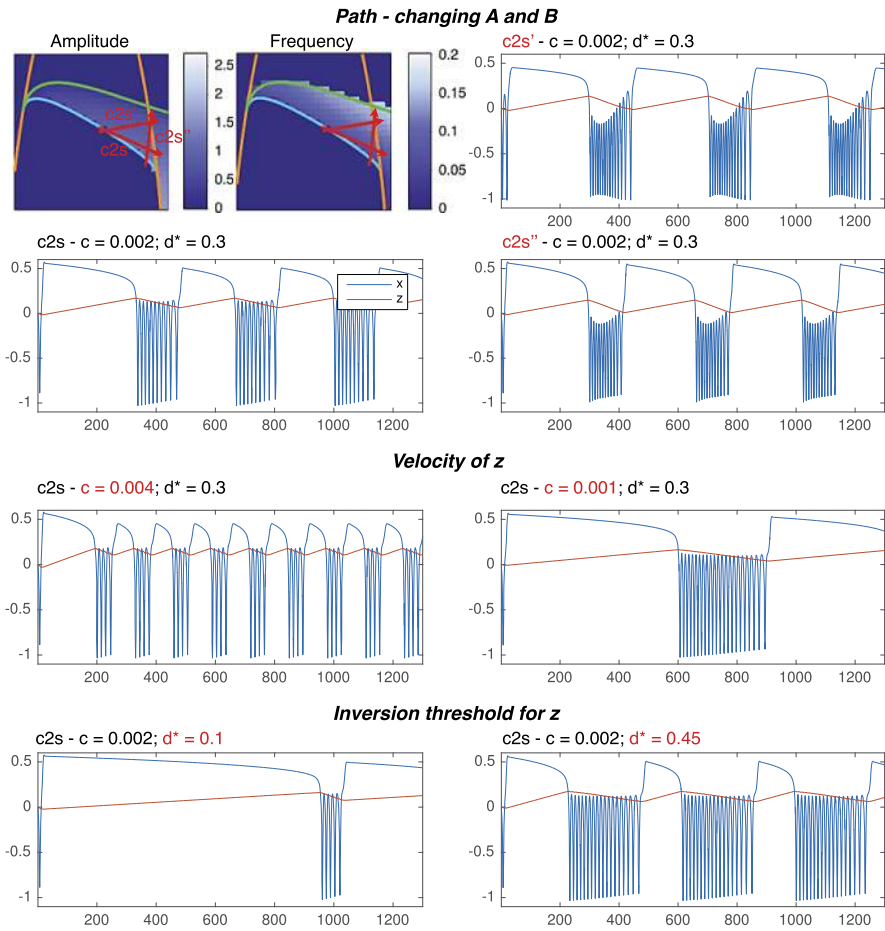 Path - changing A and B
Amplitude
Frequency
2.5
2
1.5
1
0.5
0
0.2
0.15
0.1
0.05
0
c2s'
c2s''
c2s
c2s' - c = 0.002; d* = 0.3
0.5
0
-0.5
-1
200 400 600 800 1000 1200
c2s - c = 0.002; d* = 0.3
0.5
0
-0.5
-1
x
z
200 400 600 800 1000 1200
c2s'' - c = 0.002; d* = 0.3
0.5
0
-0.5
-1
200 400 600 800 1000 1200
Velocity of z
c2s - c = 0.004; d* = 0.3
0.5
0
-0.5
-1
200 400 600 800 1000 1200
c2s - c = 0.001; d* = 0.3
0.5
0
-0.5
-1
200 400 600 800 1000 1200
Inversion threshold for z
c2s - c = 0.002; d* = 0.1
0.5
0
-0.5
-1
200 400 600 800 1000 1200
c2s - c = 0.002; d* = 0.45
0.5
0
-0.5
-1
200 400 600 800 1000 1200